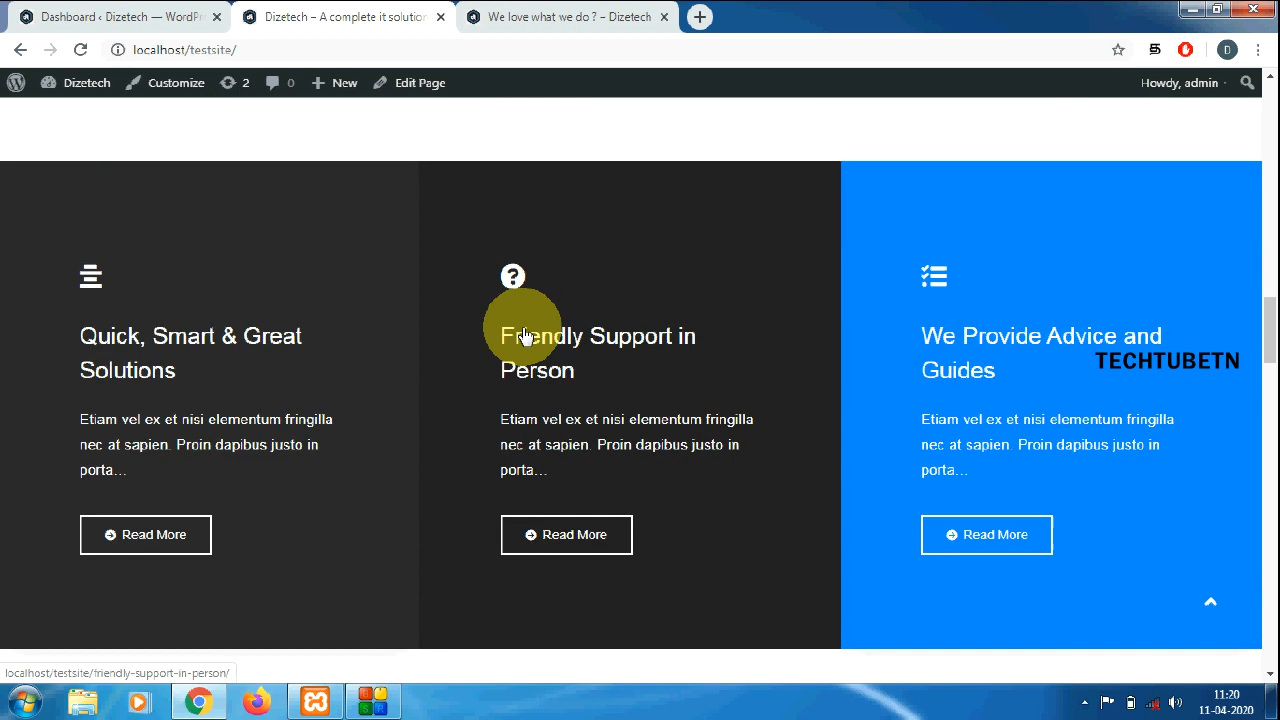 Dashboard ‹ Dizetech — WordPr
Dizetech – A complete it solution
We love what we do ? – Dizetech
localhost/testsite/
D
Dizetech
Customize
2
0
New
Edit Page
Howdy, admin
Quick, Smart & Great
Solutions
Etiam vel ex et nisi elementum fringilla
nec at sapien. Proin dapibus justo in
porta…
Read More
Friendly Support in
Person
Etiam vel ex et nisi elementum fringilla
nec at sapien. Proin dapibus justo in
porta…
Read More
We Provide Advice and
Guides
TECHTUBETN
Etiam vel ex et nisi elementum fringilla
nec at sapien. Proin dapibus justo in
porta…
Read More
localhost/testsite/friendly-support-in-person/
11:20
11-04-2020